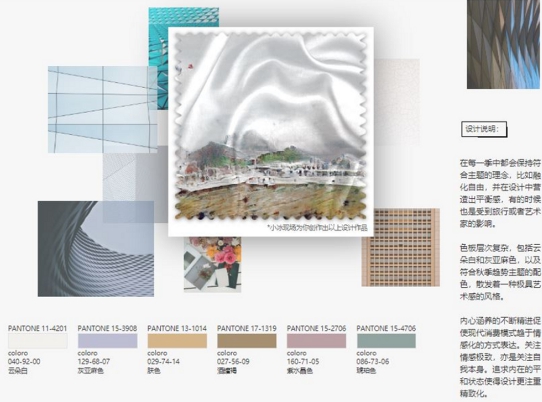 设计说明:
在每一季中都会保持符
合主题的理念、比如融
化自由,并在设计中营
造出平衡感,有的时候
也是受到旅行或者艺术
家的影响。
色板层次复杂,包括云
朵白和灰亚麻色,以及
符合秋季趋势主题的配
色,散发着一种极具艺
术感的风格。
内心涵养的不断精进促
使现代消费模式趋于情
感化的方式表达。关注
情感极致,亦是关注自
我本身。追求内在的平
和状态使得设计更注重
精致化。
*小冰现场为你创作出以上设计作品
PANTONE 11-4201
coloro
040-92-00
云朵白
PANTONE 15-3908
coloro
129-68-07
灰亚麻色
PANTONE 13-1014
coloro
029-74-14
肤色
PANTONE 17-1319
coloro
027-56-09
PANTONE 15-2706
coloro
160-71-05
紫水晶色
PANTONE 15-4706
coloro
086-73-06
琥珀色